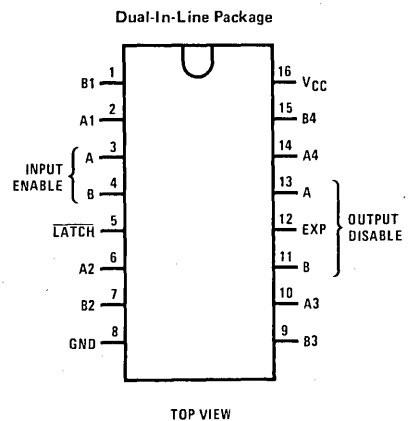 Dual-In-Line Package
B1 1
16 VCC
A1 2
15 B4
INPUT ENABLE
A 3
14 A4
B 4
13 A
OUTPUT DISABLE
LATCH 5
12 EXP
A2 6
11 B
B2 7
10 A3
GND 8
9 B3
TOP VIEW